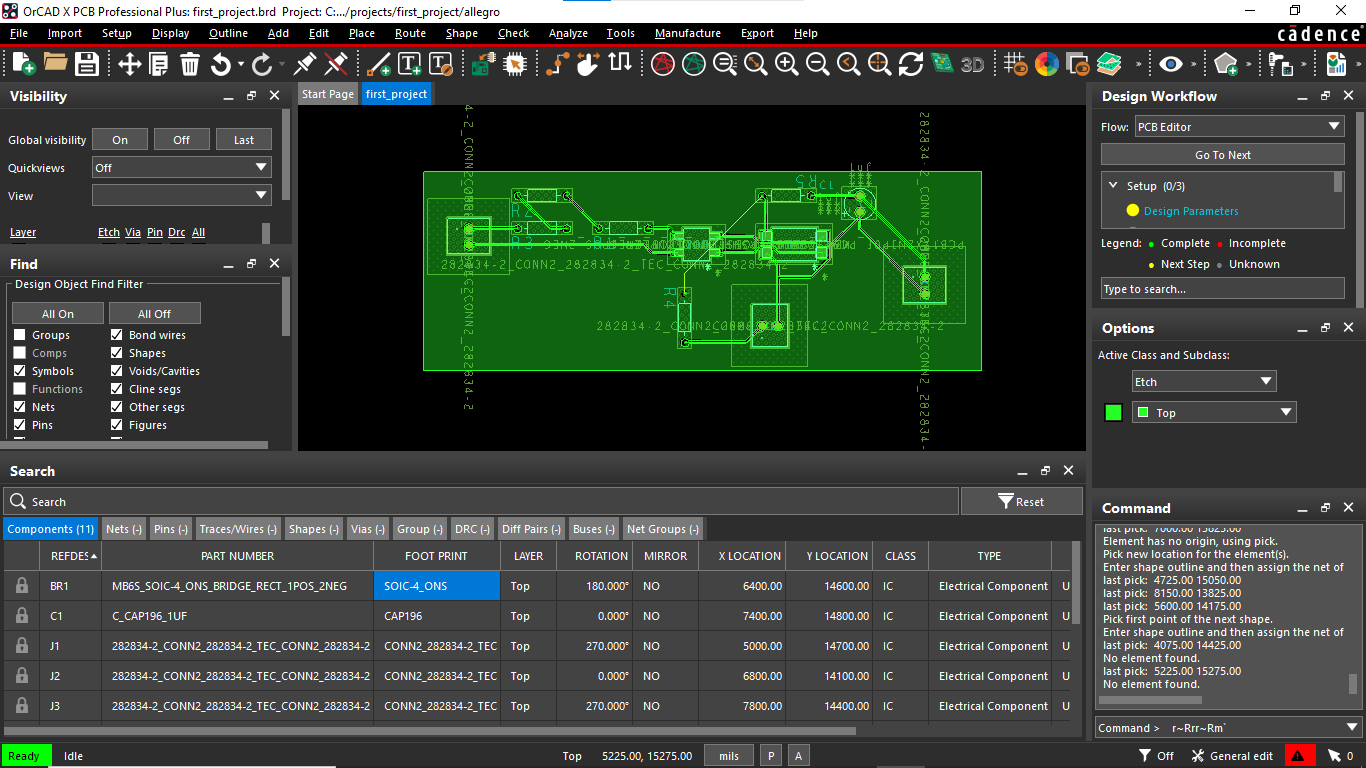 OrCAD X PCB Professional Plus: first_project.brd  Project: C:.../projects/first_project/allegro
File Import Setup Display Outline Add Edit Place Route Shape Check Analyze Tools Manufacture Export Help
cādence
3D
Visibility
Global visibility On Off Last
Quickviews Off
View
Layer Etch Via Pin Drc All
Find
Design Object Find Filter
All On All Off
Groups Bond wires
Comps Shapes
Symbols Voids/Cavities
Functions Cline segs
Nets Other segs
Pins Figures
Start Page first_project
R5
R4
282834-2_CONN2_282834-2_TEC_CONN2_282834-2
Design Workflow
Flow: PCB Editor
Go To Next
Setup (0/3)
Design Parameters
Legend: Complete Incomplete
Next Step Unknown
Type to search...
Options
Active Class and Subclass:
Etch
Top
Search
Search
Reset
Components (11) Nets (-) Pins (-) Traces/Wires (-) Shapes (-) Vias (-) Group (-) DRC (-) Diff Pairs (-) Buses (-) Net Groups (-)
REFDES PART NUMBER FOOT PRINT LAYER ROTATION MIRROR X LOCATION Y LOCATION CLASS TYPE
BR1 MB6S_SOIC-4_ONS_BRIDGE_RECT_1POS_2NEG SOIC-4_ONS Top 180.000° NO 6400.00 14600.00 IC Electrical Component U
C1 C_CAP196_1UF CAP196 Top 0.000° NO 7400.00 14800.00 IC Electrical Component U
J1 282834-2_CONN2_282834-2_TEC_CONN2_282834-2 CONN2_282834-2_TEC Top 270.000° NO 5000.00 14700.00 IC Electrical Component U
J2 282834-2_CONN2_282834-2_TEC_CONN2_282834-2 CONN2_282834-2_TEC Top 0.000° NO 6800.00 14100.00 IC Electrical Component U
J3 282834-2_CONN2_282834-2_TEC_CONN2_282834-2 CONN2_282834-2_TEC Top 270.000° NO 7800.00 14400.00 IC Electrical Component U
Command
last pick:  7000.00 13825.00
Element has no origin, using pick.
Pick new location for the element(s).
Enter shape outline and then assign the net of
last pick:  4725.00 15050.00
last pick:  8150.00 13825.00
last pick:  5600.00 14175.00
Pick first point of the next shape.
Enter shape outline and then assign the net of
last pick:  4075.00 14425.00
No element found.
last pick:  5225.00 15275.00
No element found.
Command > r~Rrr~Rm`
Ready Idle Top 5225.00, 15275.00 mils P A Off General edit 0